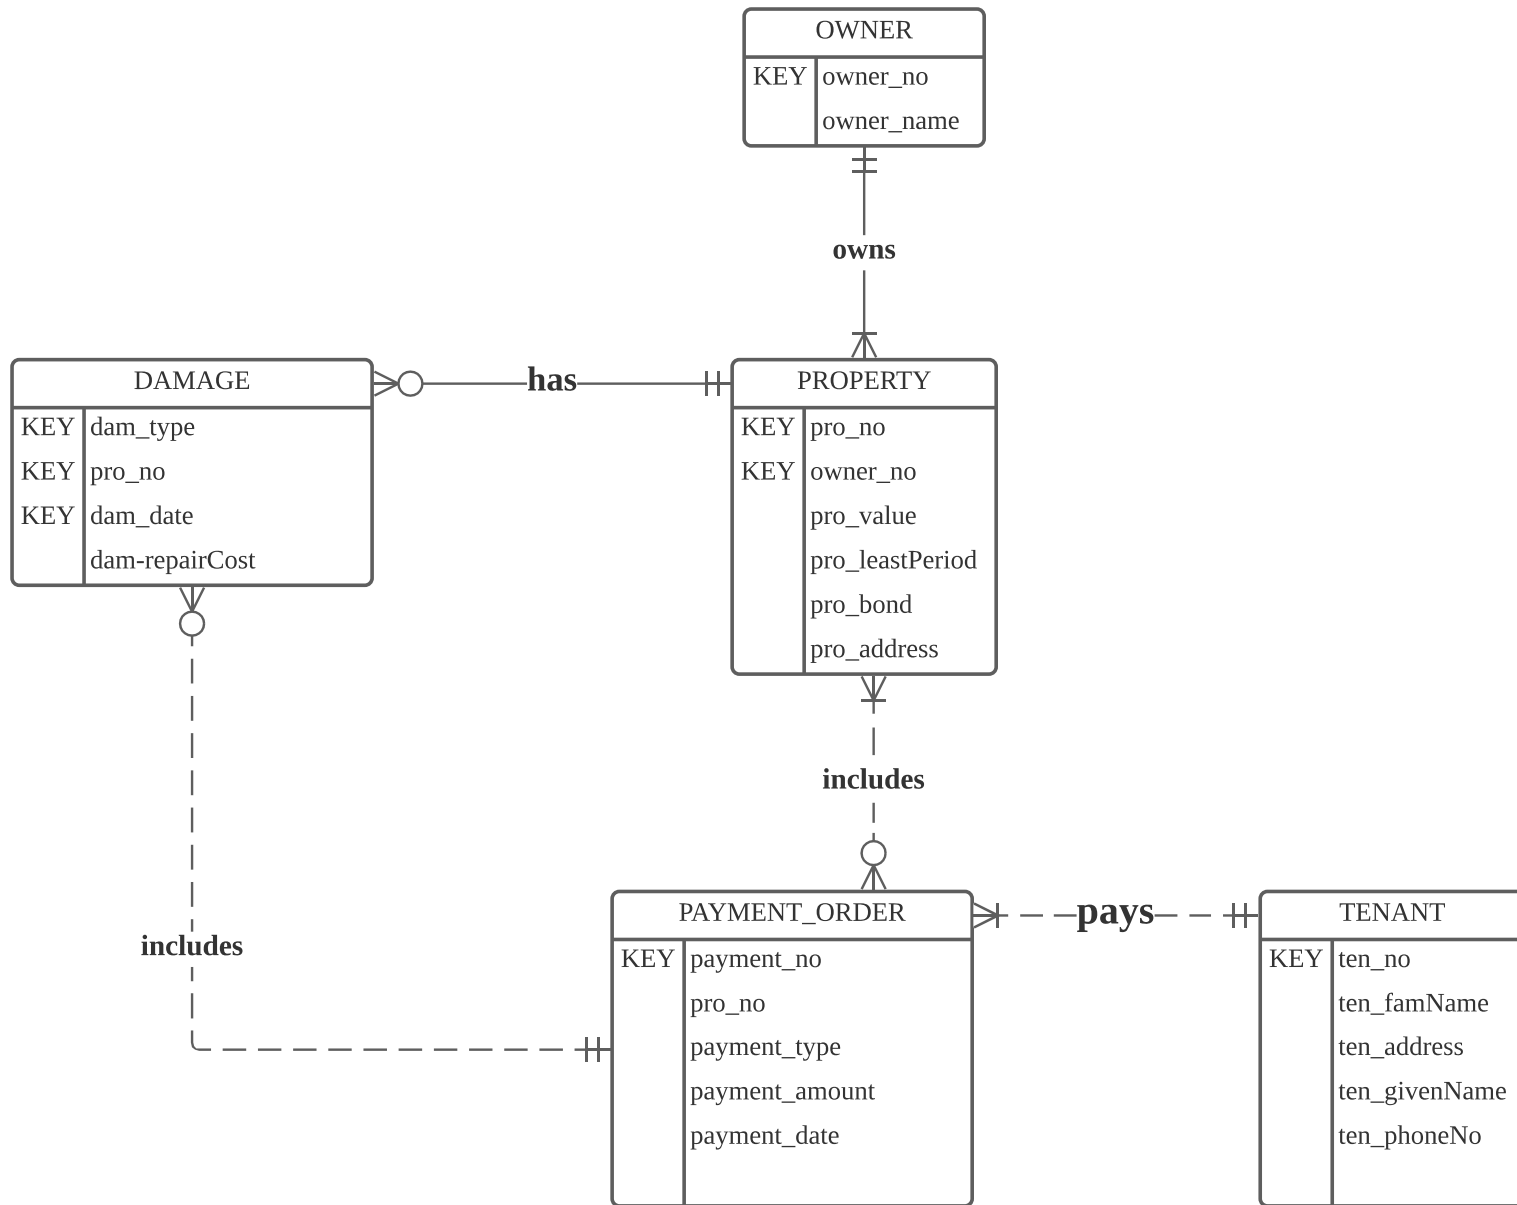 OWNER
KEY owner_no
owner_name
owns
DAMAGE
KEY dam_type
KEY pro_no
KEY dam_date
dam-repairCost
has
PROPERTY
KEY pro_no
KEY owner_no
pro_value
pro_leastPeriod
pro_bond
pro_address
includes
includes
PAYMENT_ORDER
KEY payment_no
pro_no
payment_type
payment_amount
payment_date
pays
TENANT
KEY ten_no
ten_famName
ten_address
ten_givenName
ten_phoneNo